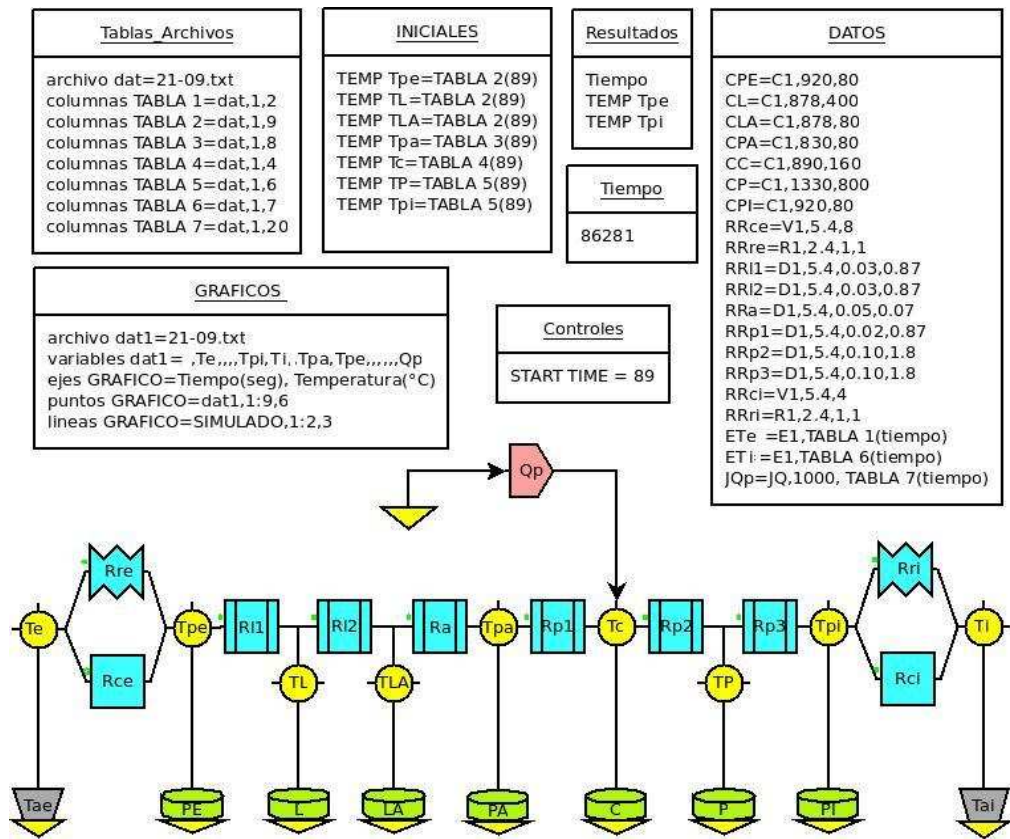 Tablas_Archivos
archivo dat=21-09.txt
columnas TABLA 1=dat,1,2
columnas TABLA 2=dat,1,9
columnas TABLA 3=dat,1,8
columnas TABLA 4=dat,1,4
columnas TABLA 5=dat,1,6
columnas TABLA 6=dat,1,7
columnas TABLA 7=dat,1,20
INICIALES
TEMP Tpe=TABLA 2(89)
TEMP TL=TABLA 2(89)
TEMP TLA=TABLA 2(89)
TEMP Tpa=TABLA 3(89)
TEMP Tc=TABLA 4(89)
TEMP TP=TABLA 5(89)
TEMP Tpi=TABLA 5(89)
Resultados
Tiempo
TEMP Tpe
TEMP Tpi
Tiempo
86281
DATOS
CPE=C1,920,80
CL=C1,878,400
CLA=C1,878,80
CPA=C1,830,80
CC=C1,890,160
CP=C1,1330,800
CPI=C1,920,80
RRce=V1,5.4,8
RRre=R1,2.4,1,1
RRl1=D1,5.4,0.03,0.87
RRl2=D1,5.4,0.03,0.87
RRa=D1,5.4,0.05,0.07
RRp1=D1,5.4,0.02,0.87
RRp2=D1,5.4,0.10,1.8
RRp3=D1,5.4,0.10,1.8
RRci=V1,5.4,4
RRri=R1,2.4,1,1
ETe =E1,TABLA 1(tiempo)
ETi =E1,TABLA 6(tiempo)
JQp=JQ,1000, TABLA 7(tiempo)
GRAFICOS
archivo dat1=21-09.txt
variables dat1= ,Te,,,,Tpi,Ti,.Tpa,Tpe,,,,,,Qp
ejes GRAFICO=Tiempo(seg), Temperatura(°C)
puntos GRAFICO=dat1,1:9,6
lineas GRAFICO=SIMULADO,1:2,3
Controles
START TIME = 89
Qp
Rre
Rri
Te
Tpe
Rl1
Rl2
Ra
Tpa
Rp1
Tc
Rp2
Rp3
Tpi
Ti
Rce
TL
TLA
TP
Rci
Tae
PE
L
LA
PA
C
P
PI
Tai